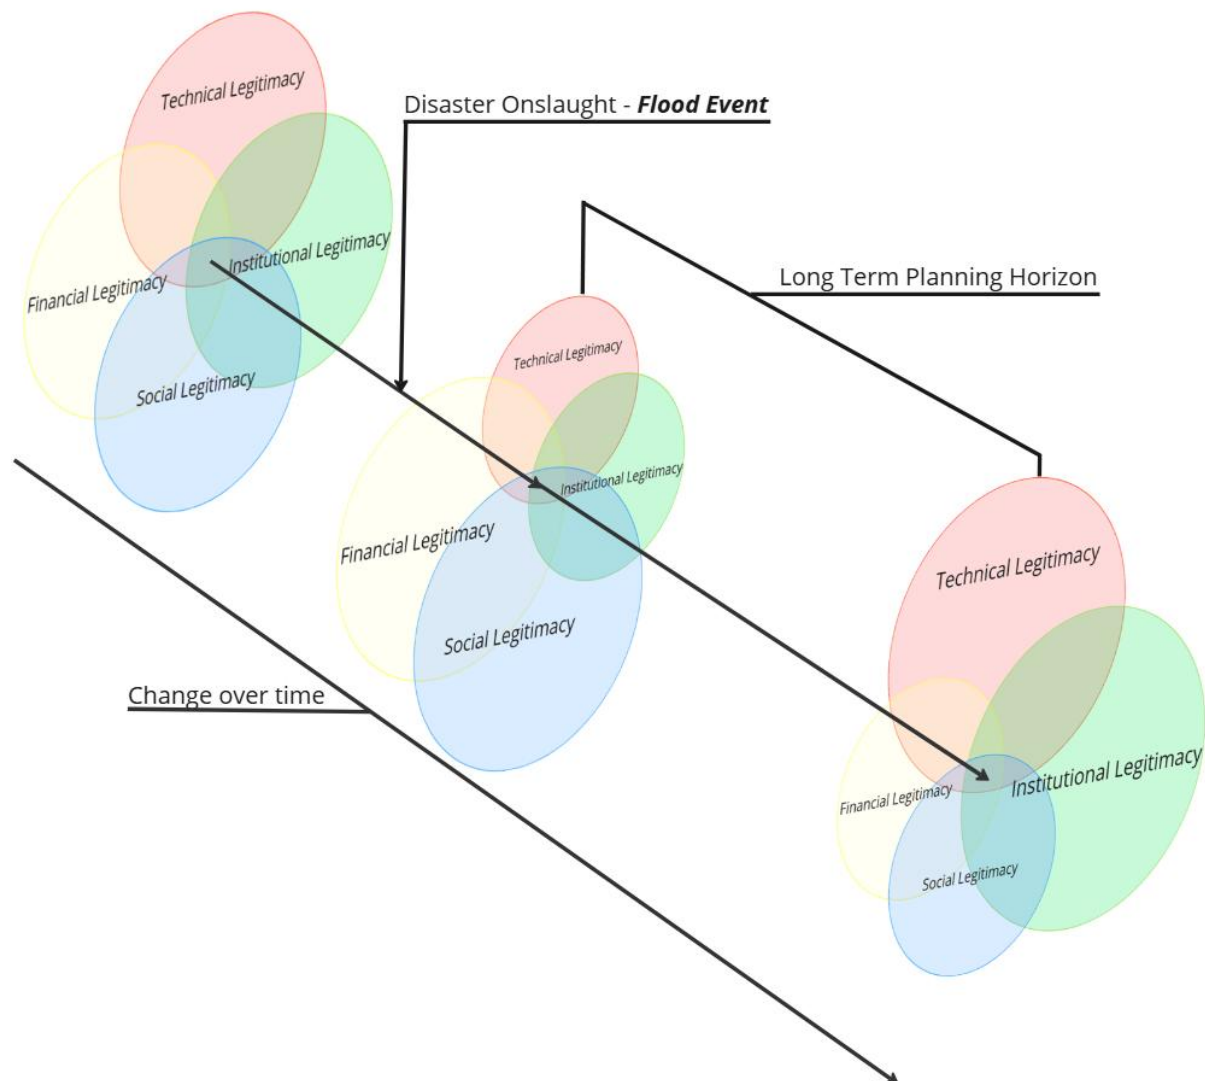 Technical Legitimacy
Disaster Onslaught - Flood Event
Institutional Legitimacy
Financial Legitimacy
Social Legitimacy
Long Term Planning Horizon
Technical Legitimacy
Institutional Legitimacy
Financial Legitimacy
Social Legitimacy
Change over time
Technical Legitimacy
Institutional Legitimacy
Financial Legitimacy
Social Legitimacy